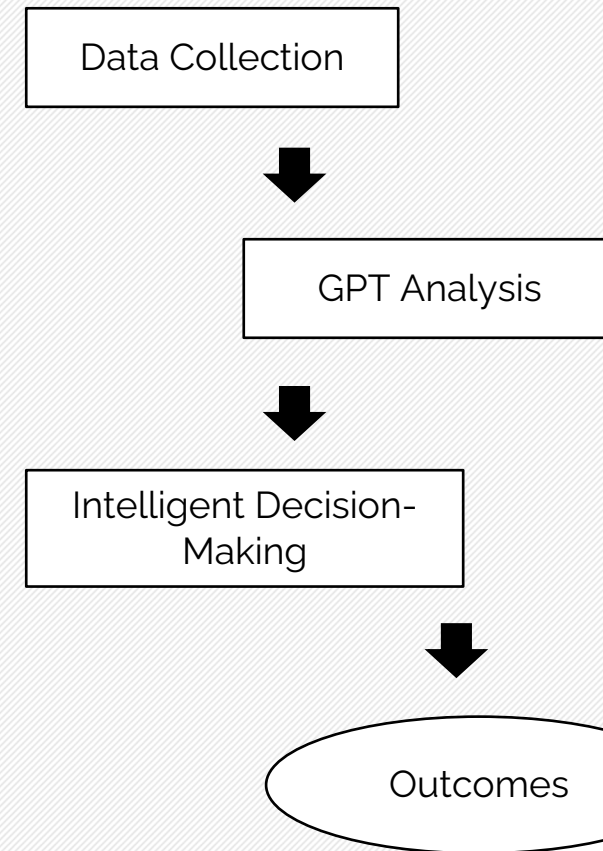 Data Collection
GPT Analysis
Intelligent Decision-
Making
Outcomes